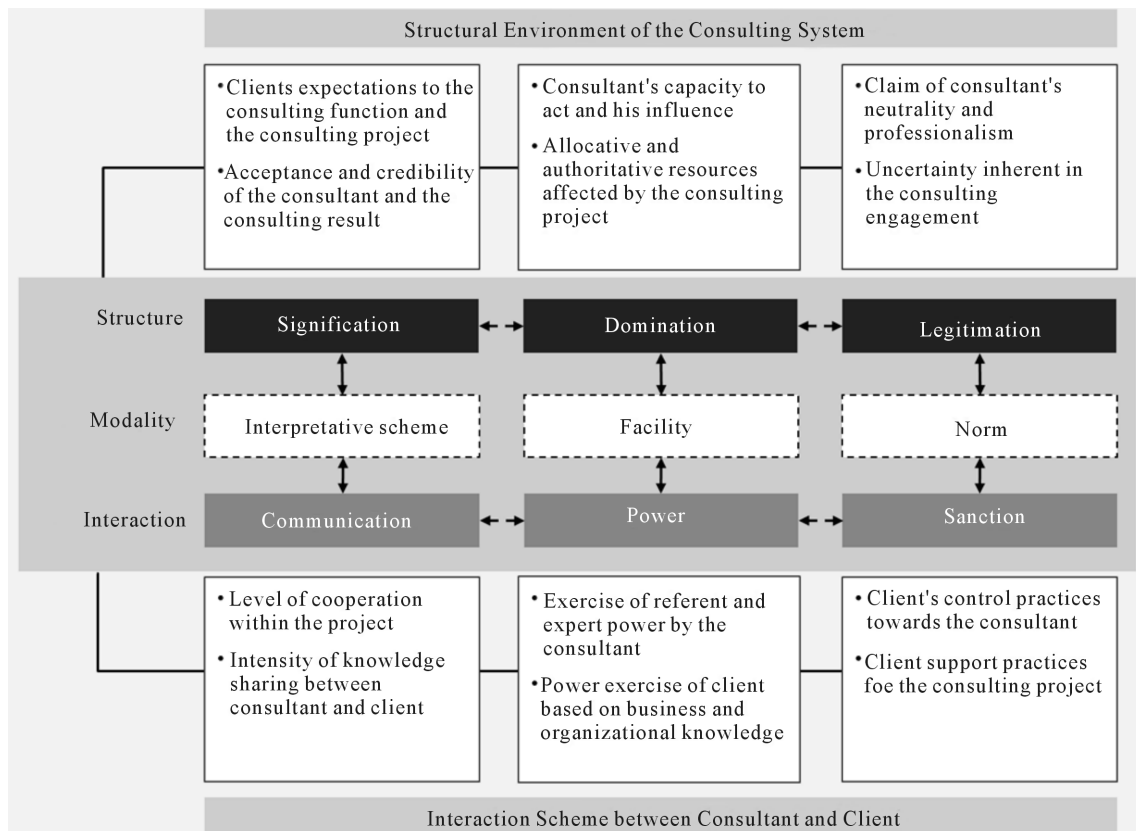 Structural Environment of the Consulting System
• Clients expectations to the
consulting function and
the consulting project
• Acceptance and credibility
of the consultant and the
consulting result
• Consultant's capacity to
act and his influence
• Allocative and
authoritative resources
affected by the consulting
project
• Claim of consultant's
neutrality and
professionalism
• Uncertainty inherent in
the consulting
engagement
Structure
Signification
Domination
Legitimation
Modality
Interpretative scheme
Facility
Norm
Interaction
Communication
Power
Sanction
• Level of cooperation
within the project
• Intensity of knowledge
sharing between
consultant and client
• Exercise of referent and
expert power by the
consultant
• Power exercise of client
based on business and
organizational knowledge
• Client's control practices
towards the consultant
• Client support practices
foe the consulting project
Interaction Scheme between Consultant and Client